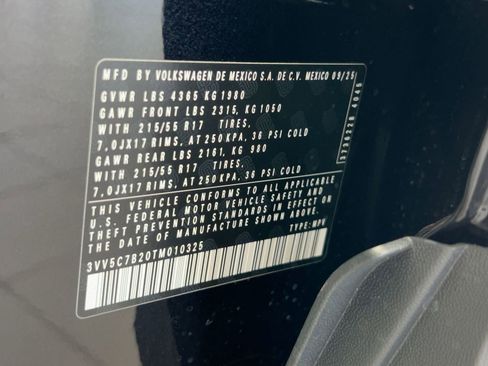 MFD BY VOLKSWAGEN DE MEXICO S.A. DE C.V. MEXICO 09/25
GVWR LBS 4365 KG 1980
GAWR FRONT LBS 2315, KG 1050
WITH 215/55 R17 TIRES,
7,0JX17 RIMS, AT 250 KPA, 36 PSI COLD
GAWR REAR LBS 2161, KG 980
WITH 215/55 R17 TIRES,
7,0JX17 RIMS, AT 250 KPA, 36 PSI COLD
THIS VEHICLE CONFORMS TO ALL APPLICABLE
U.S. FEDERAL MOTOR VEHICLE SAFETY AND
THEFT PREVENTION STANDARDS IN EFFECT ON
THE DATE OF MANUFACTURE SHOWN ABOVE.
3VV5C7B20TM010325 TYPE: MPV
3736228 4045